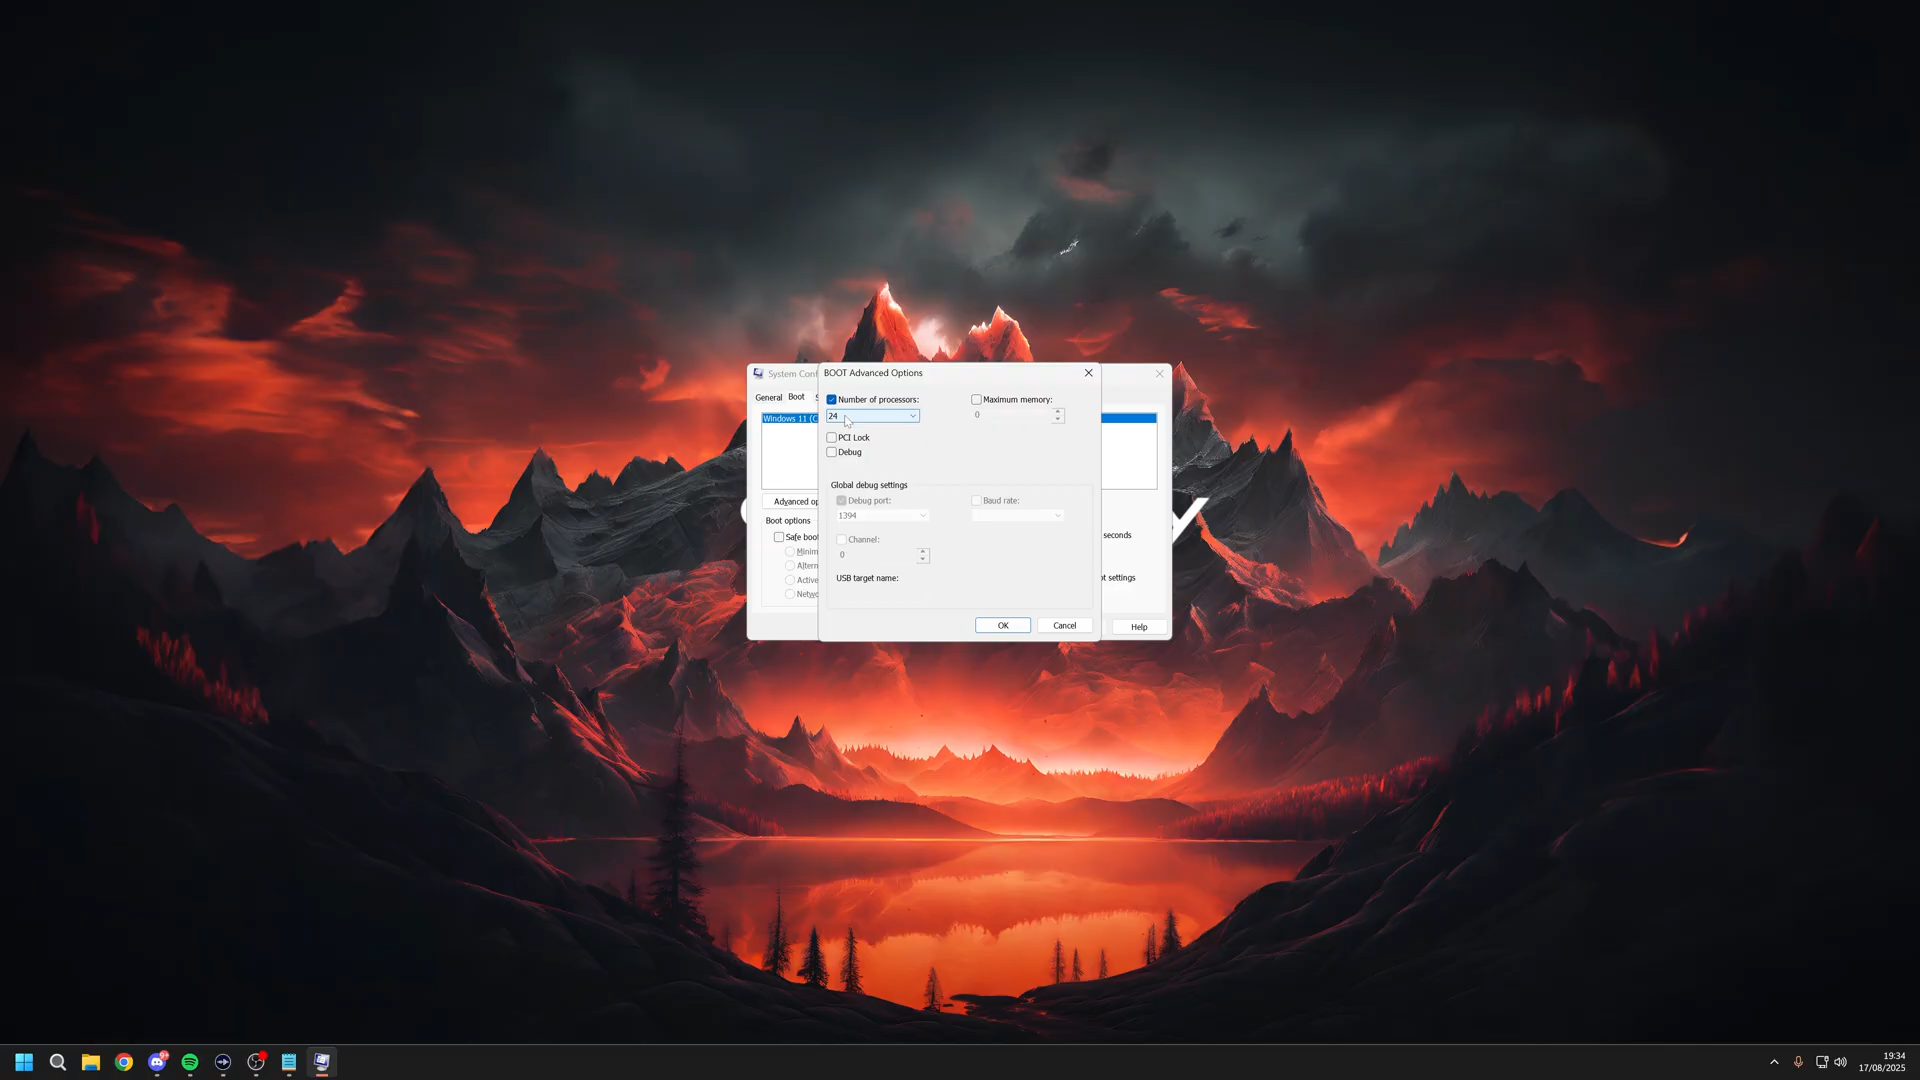 System Conf
BOOT Advanced Options
General
Boot
S
Number of processors:
Maximum memory:
Windows 11 (C
24
0
PCI Lock
Debug
Global debug settings
Advanced op
Debug port:
Baud rate:
1394
Boot options
seconds
Safe boot
Channel:
Minim
0
Altern
Active
USB target name:
t settings
Netwo
OK
Cancel
Help
19:34
17/08/2025